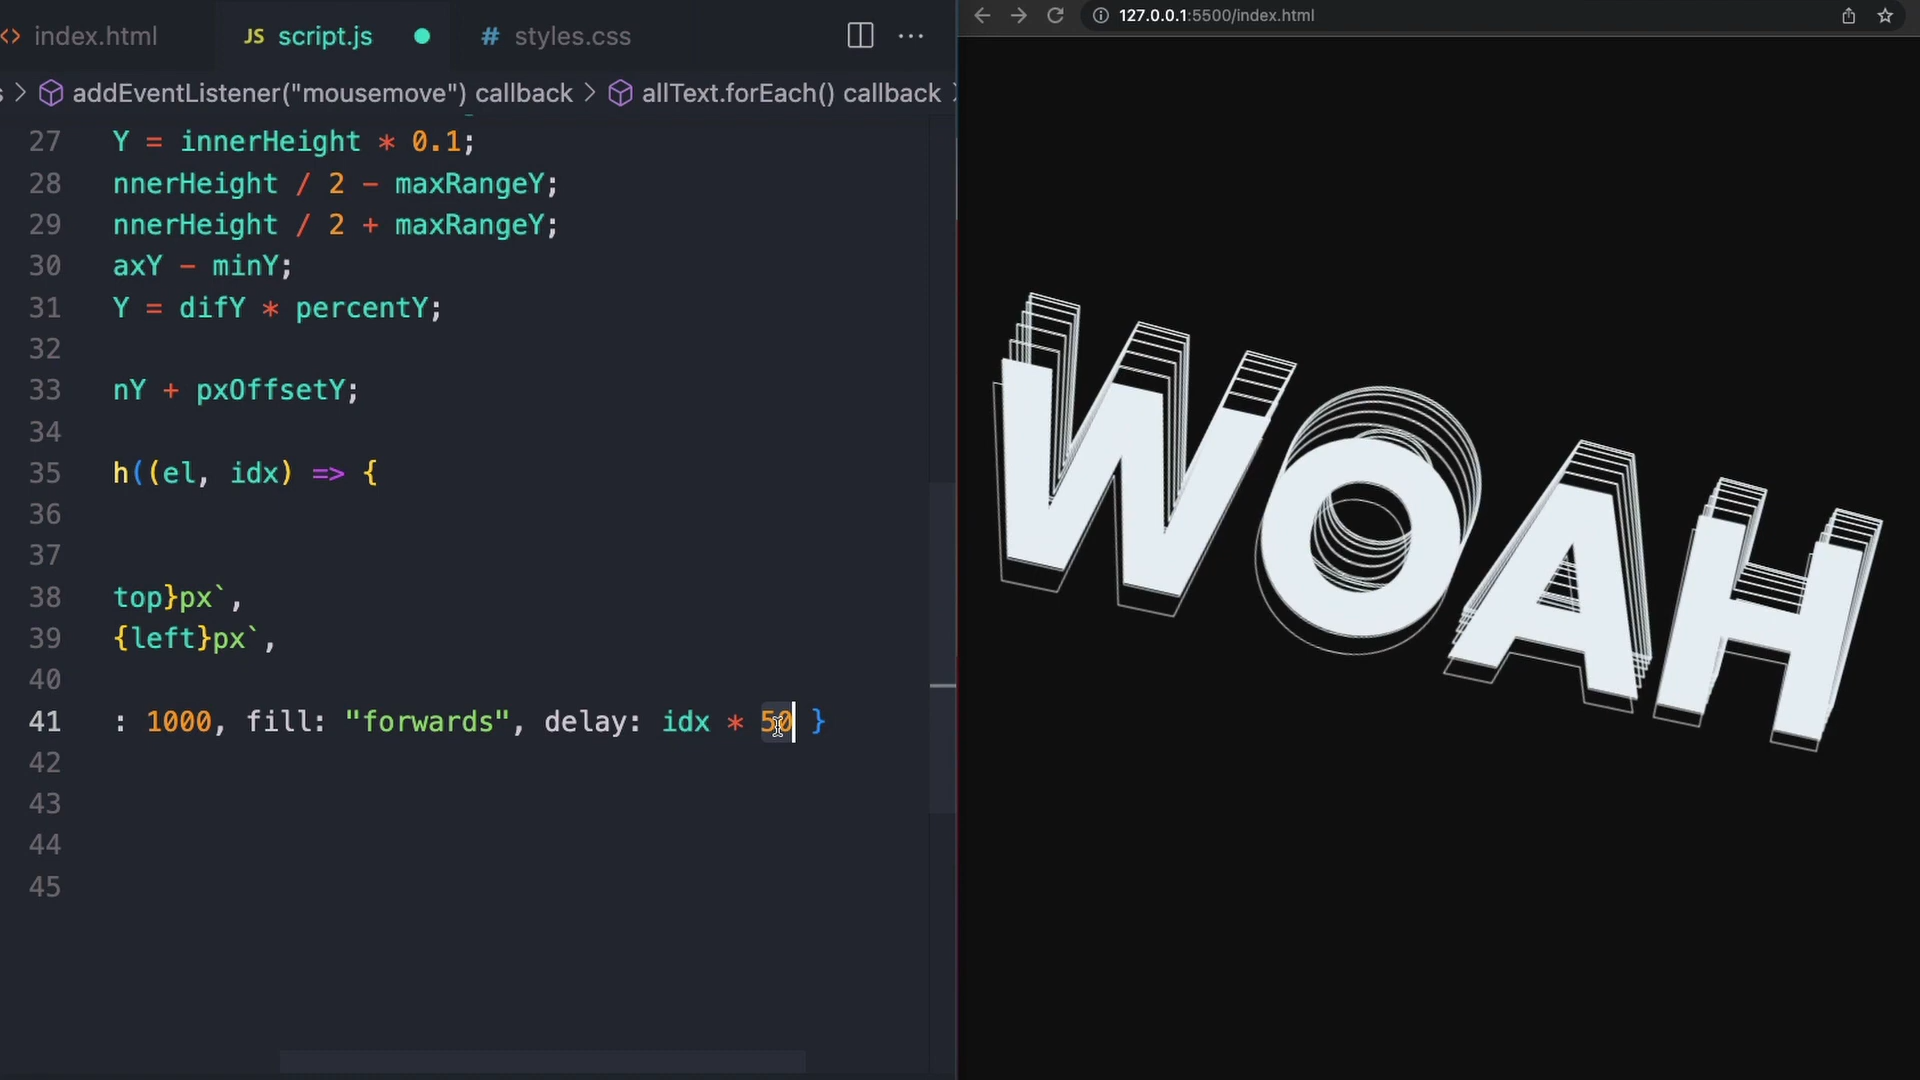 <> index.html JS script.js # styles.css ...
127.0.0.1:5500/index.html
s > addEventListener("mousemove") callback > allText.forEach() callback >
27 Y = innerHeight * 0.1;
28 nnerHeight / 2 - maxRangeY;
29 nnerHeight / 2 + maxRangeY;
30 axY - minY;
31 Y = difY * percentY;
32
33 nY + pxOffsetY;
34
35 h((el, idx) => {
36
37
38 top}px`,
39 {left}px`,
40
41 : 1000, fill: "forwards", delay: idx * 50 }
42
43
44
45
WOAH